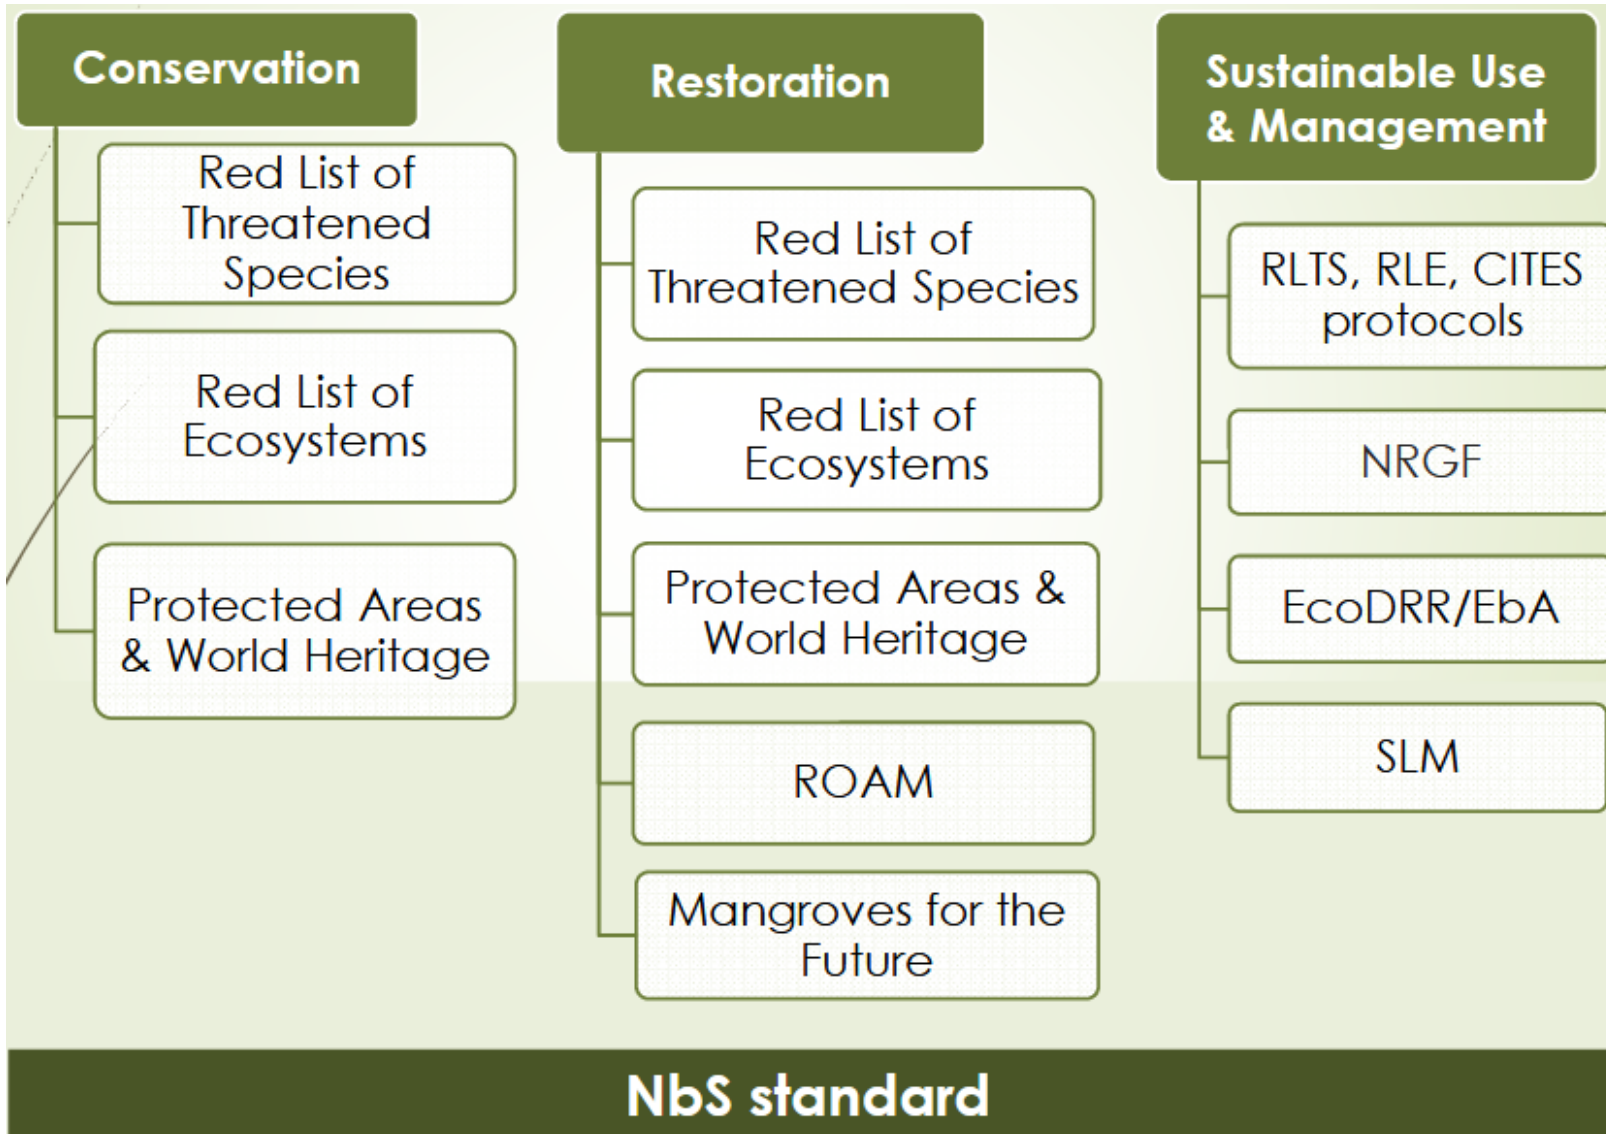 Conservation
Red List of
Threatened
Species
Red List of
Ecosystems
Protected Areas
& World Heritage
Restoration
Red List of
Threatened Species
Red List of
Ecosystems
Protected Areas &
World Heritage
ROAM
Mangroves for the
Future
Sustainable Use
& Management
RLTS, RLE, CITES
protocols
NRGF
EcoDRR/EbA
SLM
NbS standard